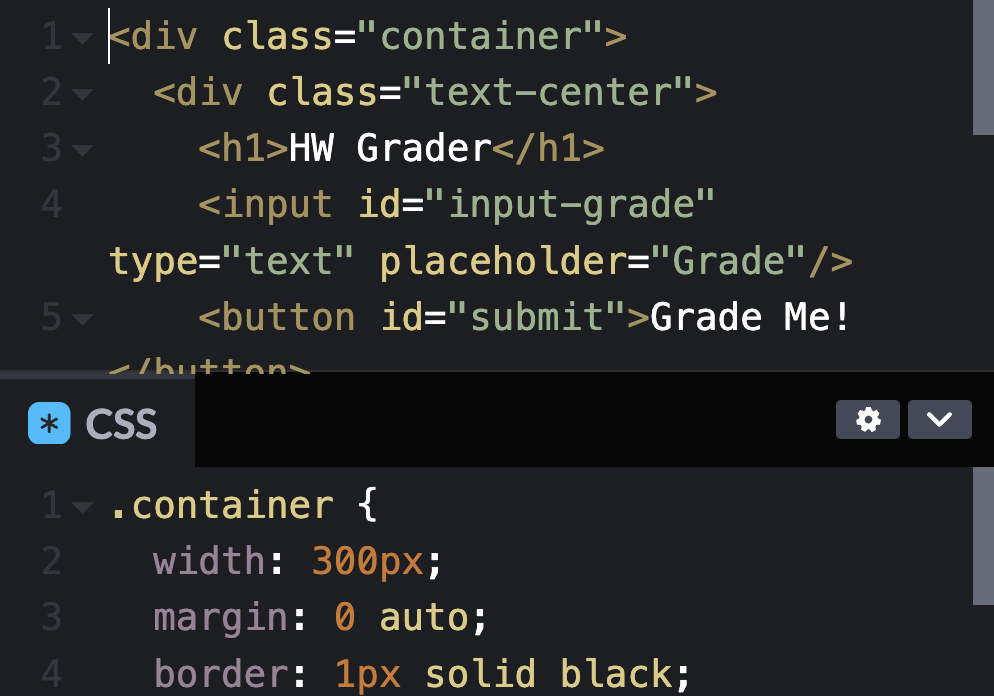 1 <div class="container">
2 <div class="text-center">
3 <h1>HW Grader</h1>
4 <input id="input-grade"
type="text" placeholder="Grade"/>
5 <button id="submit">Grade Me!
</button>
* CSS
1 .container {
2 width: 300px;
3 margin: 0 auto;
4 border: 1px solid black;